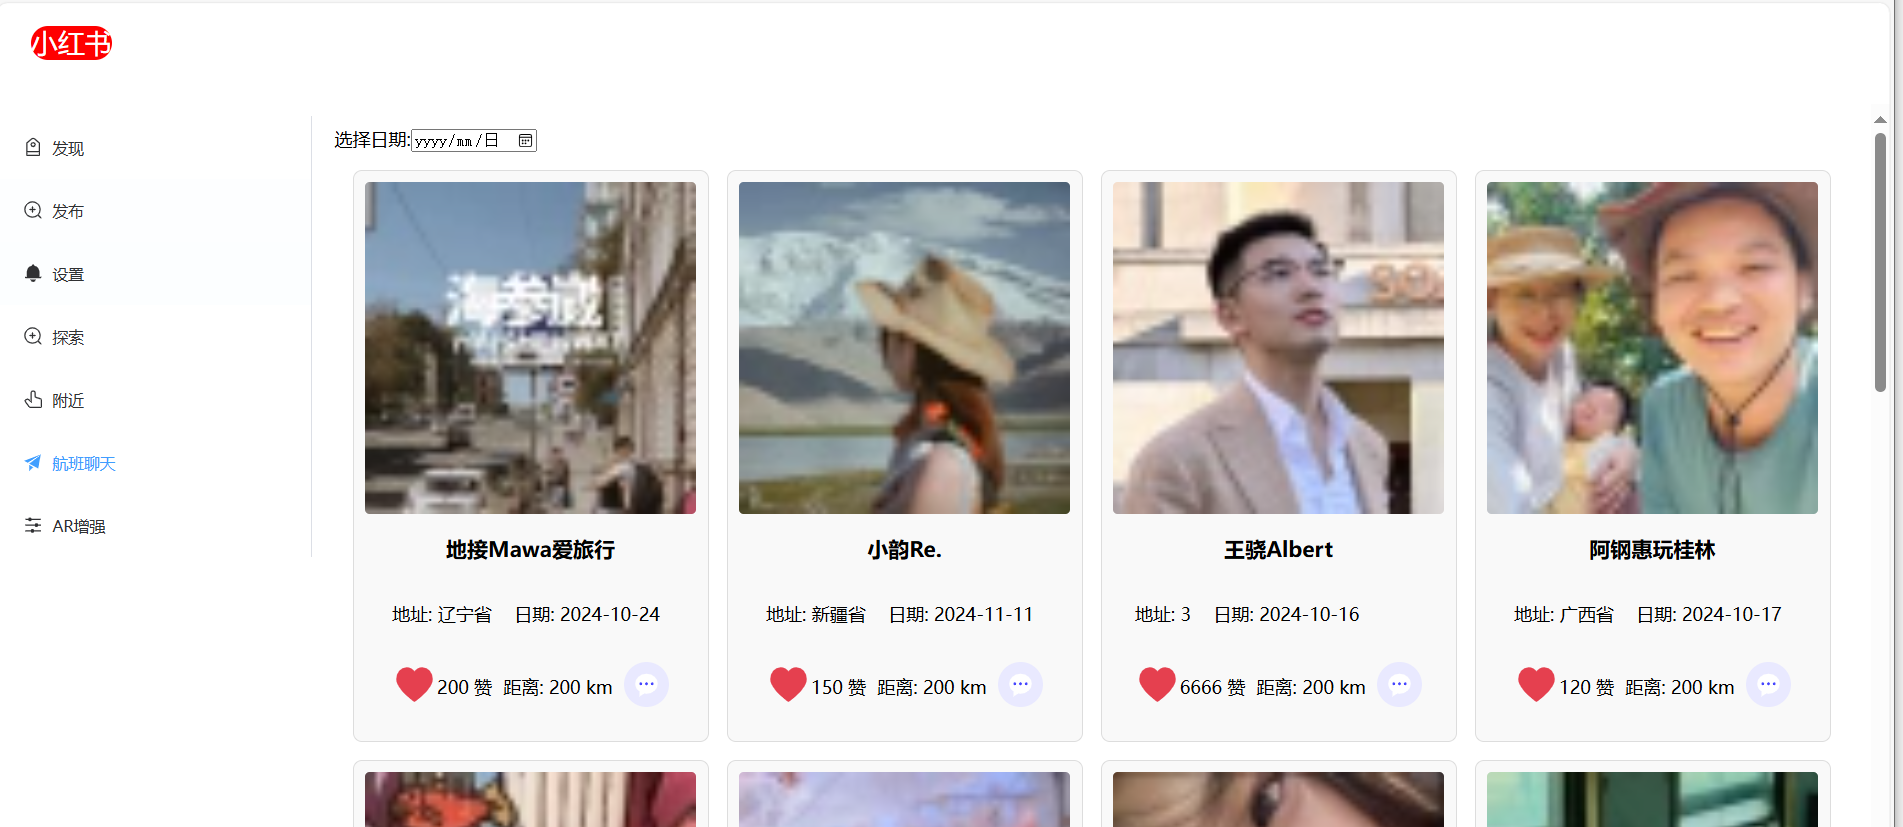 小红书
发现
发布
设置
探索
附近
航班聊天
AR增强
选择日期:yyyy/mm/日
海参崴
地接Mawa爱旅行
地址: 辽宁省 日期: 2024-10-24
200 赞 距离: 200 km
小韵Re.
地址: 新疆省 日期: 2024-11-11
150 赞 距离: 200 km
王骁Albert
地址: 3 日期: 2024-10-16
6666 赞 距离: 200 km
阿钢惠玩桂林
地址: 广西省 日期: 2024-10-17
120 赞 距离: 200 km